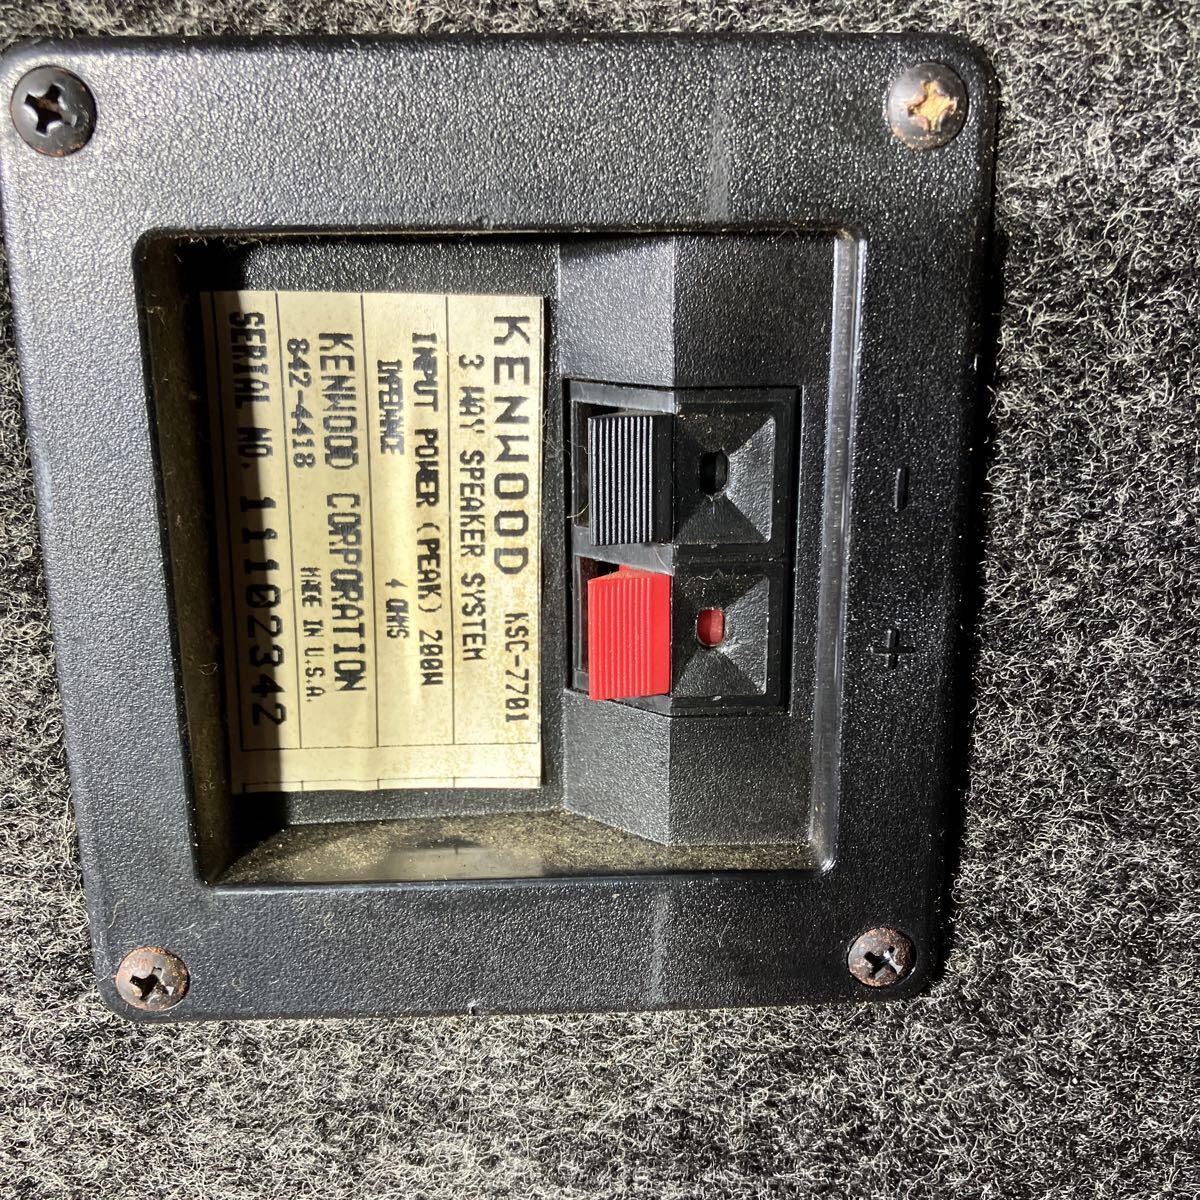 KENWOOD KSC-7701
3 WAY SPEAKER SYSTEM
INPUT POWER (PEAK) 200W
IMPEDANCE 4 OHMS
KENWOOD CORPORATION
842-4418 MADE IN U.S.A.
SERIAL NO. 11102342
- +